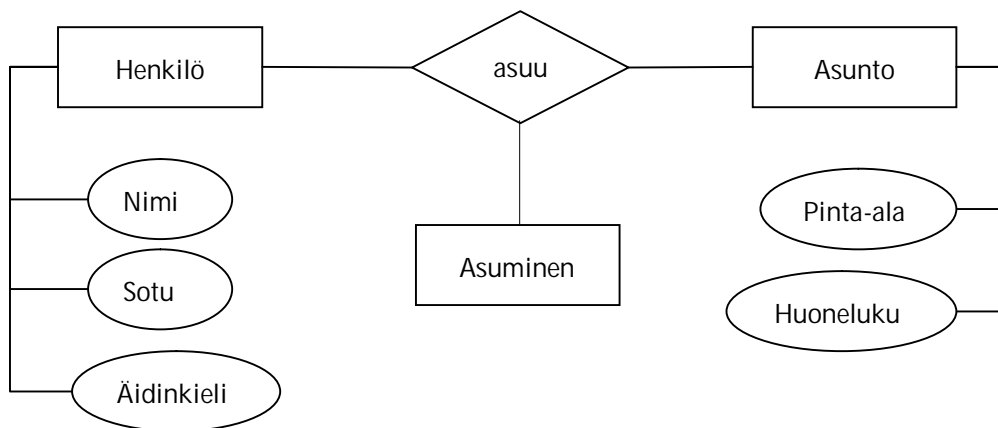 Henkilö
asuu
Asunto
Nimi
Pinta-ala
Asuminen
Sotu
Huoneluku
Äidinkieli